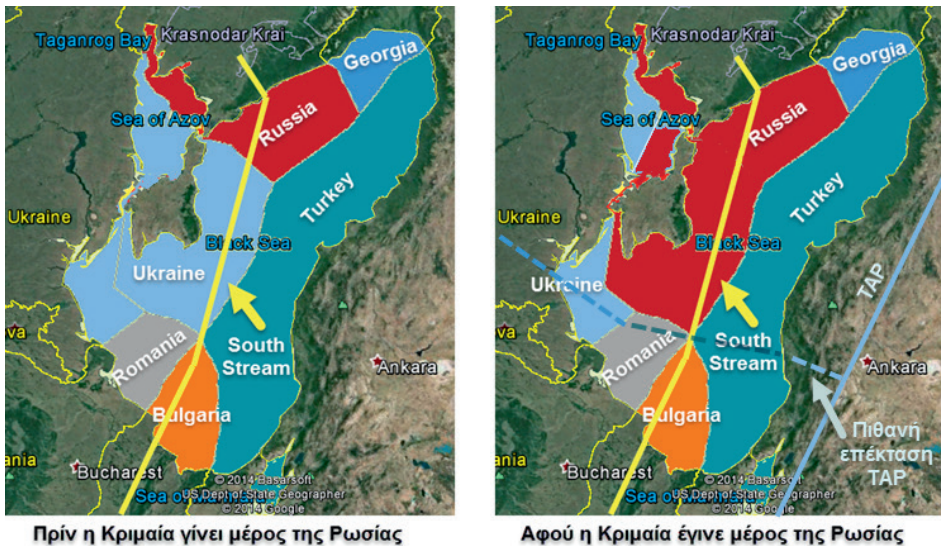 Taganrog Bay
Krasnodar Krai
Georgia
Russia
Sea of Azov
Turkey
Ukraine
Black Sea
Ukraine
South
Stream
Romania
Ankara
Bulgaria
Bucharest
© 2014 Basarsoft
US Dept of State Geographer
© 2014 Google
Πρίν η Κριμαία γίνει μέρος της Ρωσίας
Taganrog Bay
Krasnodar Krai
Georgia
Russia
Sea of Azov
Turkey
Ukraine
Black Sea
Ukraine
TAP
South
Stream
Romania
Ankara
Bulgaria
Πιθανή
επέκταση
TAP
Bucharest
© 2014 Basarsoft
US Dept of State Geographer
© 2014 Google
Αφού η Κριμαία έγινε μέρος της Ρωσίας